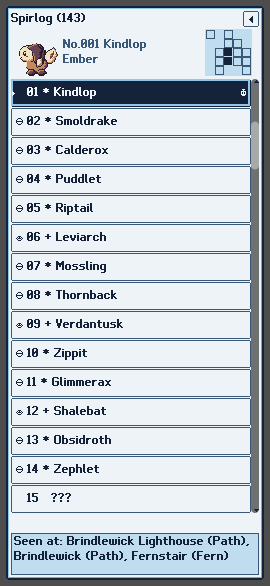 Spirlog (143)
No.001 Kindlop
Ember
01 * Kindlop
02 * Smoldrake
03 * Calderox
04 * Puddlet
05 * Riptail
06 + Leviarch
07 * Mossling
08 * Thornback
09 + Verdantusk
10 * Zippit
11 * Glimmerax
12 + Shalebat
13 * Obsidroth
14 * Zephlet
15 ???
Seen at: Brindlewick Lighthouse (Path),
Brindlewick (Path), Fernstair (Fern)